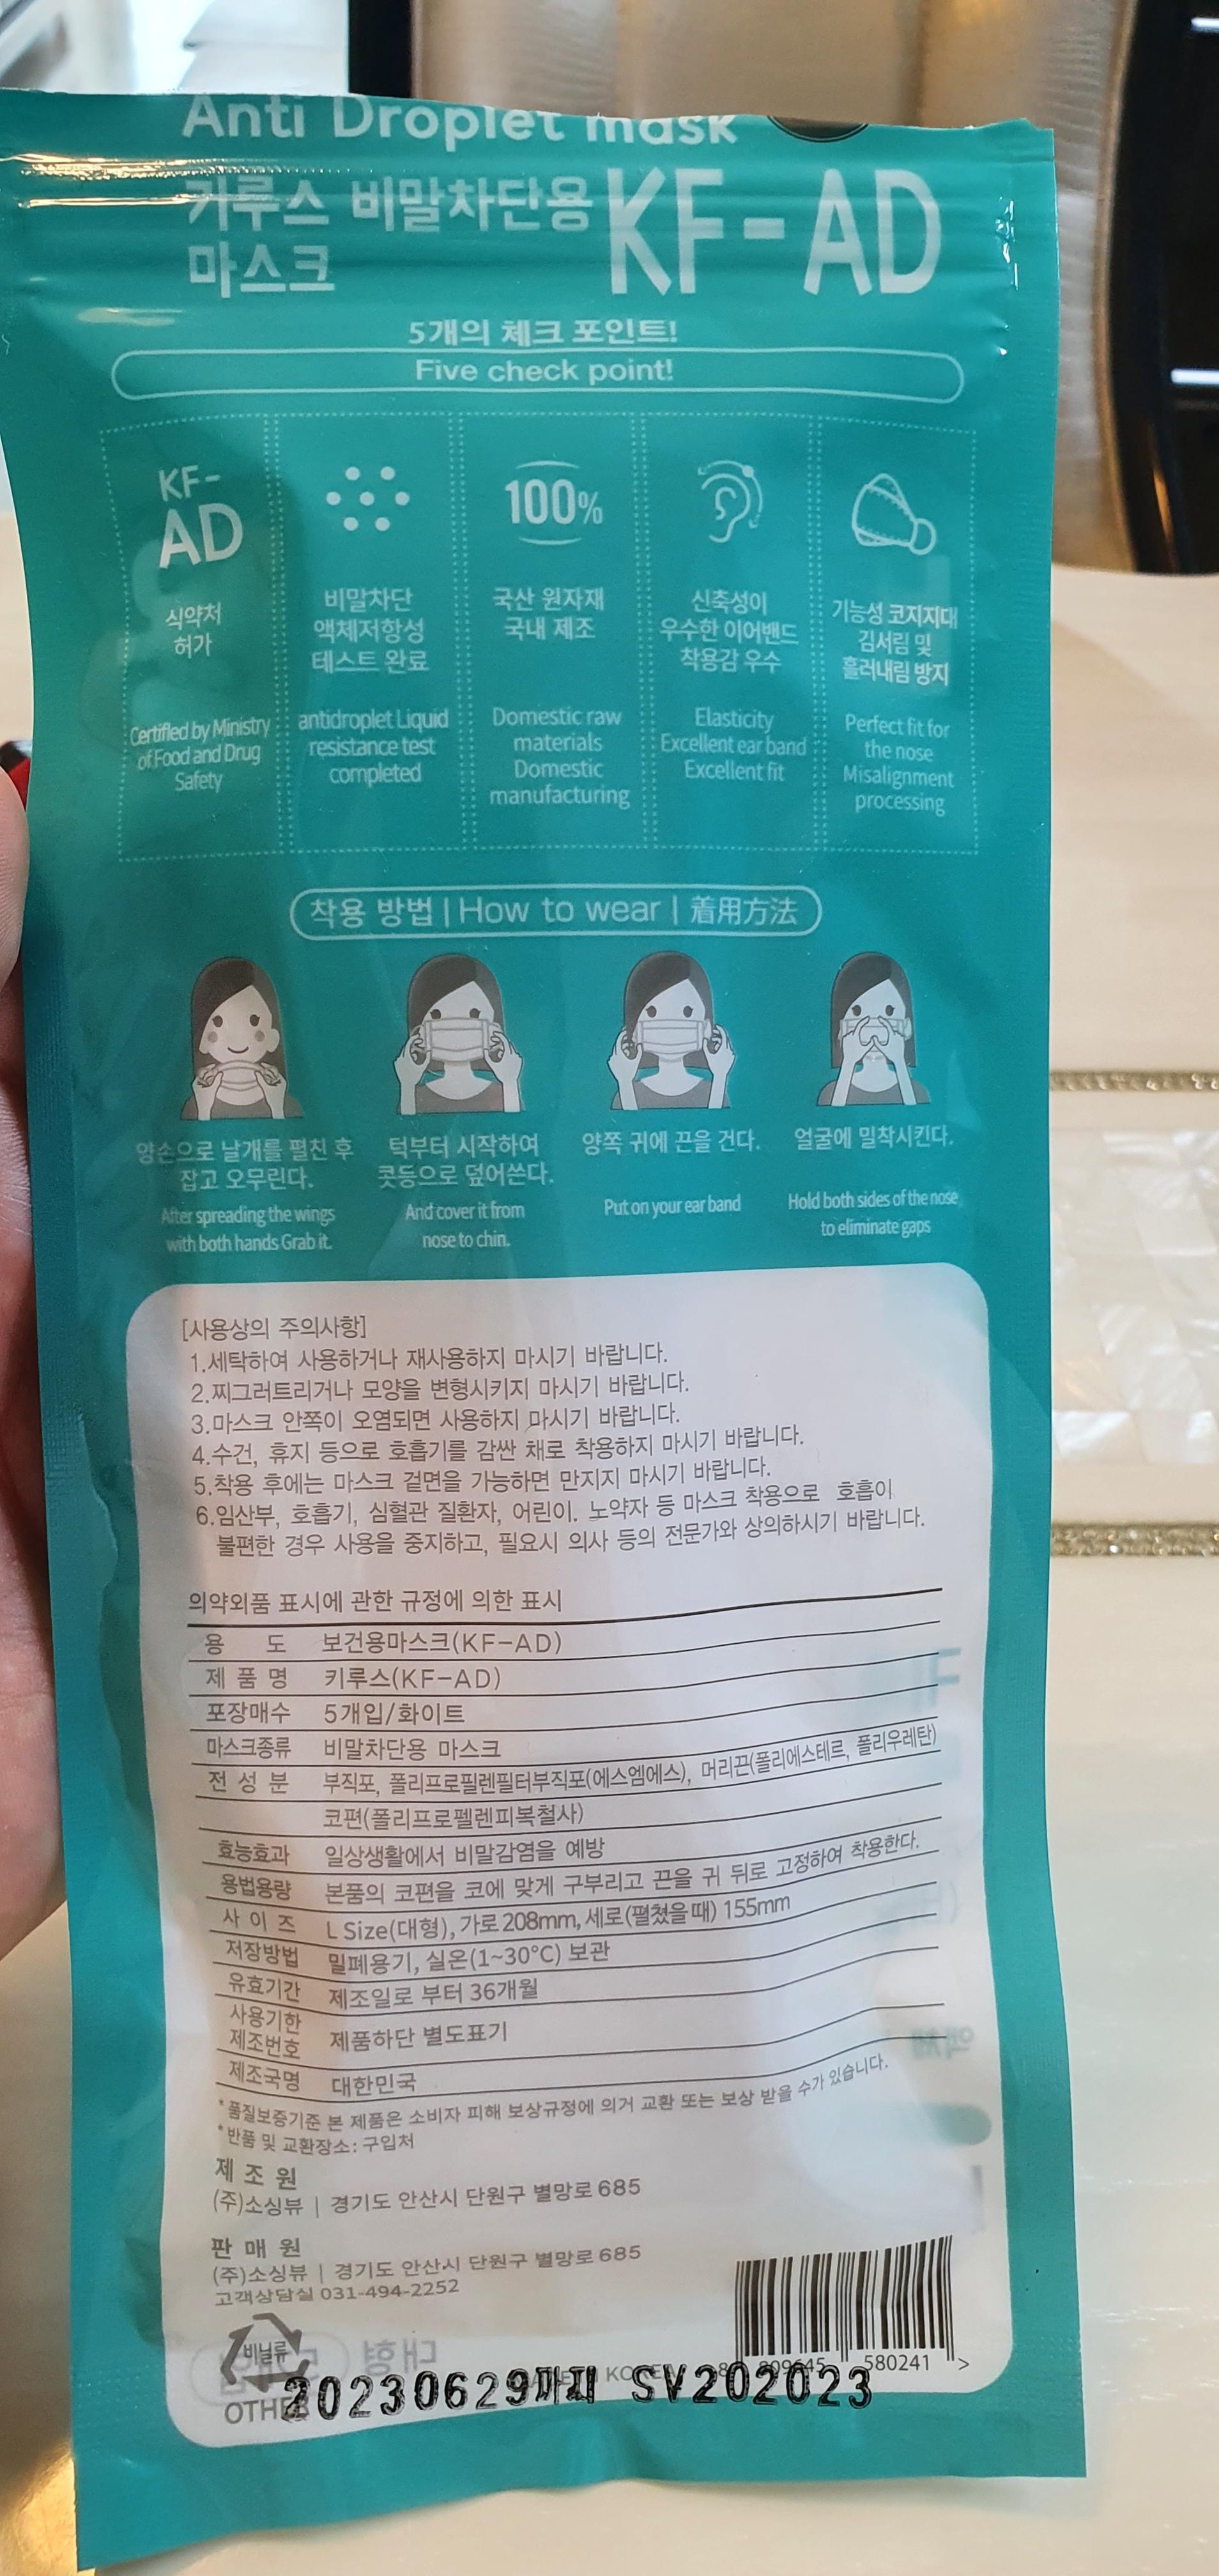 Anti Droplet mask
키루스 비말차단용
마스크
KF-AD
5개의 체크 포인트!
Five check point!
KF-
AD
식약처
허가
Certified by Ministry
of Food and Drug
Safety
비말차단
액체저항성
테스트 완료
antidroplet Liquid
resistance test
completed
100%
국산 원자재
국내 제조
Domestic raw
materials
Domestic
manufacturing
신축성이
우수한 이어밴드
착용감 우수
Elasticity
Excellent ear band
Excellent fit
기능성 코지지대
김서림 및
흘러내림 방지
Perfect fit for
the nose
Misalignment
processing
착용 방법 | How to wear | 着用方法
양손으로 날개를 펼친 후
잡고 오무린다.
After spreading the wings
with both hands Grab it.
턱부터 시작하여
콧등으로 덮어쓴다.
And cover it from
nose to chin.
양쪽 귀에 끈을 건다.
Put on your ear band
얼굴에 밀착시킨다.
Hold both sides of the nose
to eliminate gaps
[사용상의 주의사항]
1.세탁하여 사용하거나 재사용하지 마시기 바랍니다.
2.찌그러트리거나 모양을 변형시키지 마시기 바랍니다.
3.마스크 안쪽이 오염되면 사용하지 마시기 바랍니다.
4.수건, 휴지 등으로 호흡기를 감싼 채로 착용하지 마시기 바랍니다.
5.착용 후에는 마스크 겉면을 가능하면 만지지 마시기 바랍니다.
6.임산부, 호흡기, 심혈관 질환자, 어린이. 노약자 등 마스크 착용으로 호흡이
불편한 경우 사용을 중지하고, 필요시 의사 등의 전문가와 상의하시기 바랍니다.
의약외품 표시에 관한 규정에 의한 표시
용 도 보건용마스크(KF-AD)
제 품 명 키루스(KF-AD)
포장매수 5개입/화이트
마스크종류 비말차단용 마스크
전 성 분 부직포, 폴리프로필렌필터부직포(에스엠에스), 머리끈(폴리에스테르, 폴리우레탄)
코편(폴리프로펠렌피복철사)
효능효과 일상생활에서 비말감염을 예방
용법용량 본품의 코편을 코에 맞게 구부리고 끈을 귀 뒤로 고정하여 착용한다.
사 이 즈 L Size(대형), 가로 208mm, 세로(펼쳤을때) 155mm
저장방법 밀폐용기, 실온(1~30℃) 보관
유효기간 제조일로 부터 36개월
사용기한
제조번호 제품하단 별도표기
제조국명 대한민국
*품질보증기준 본 제품은 소비자 피해 보상규정에 의거 교환 또는 보상 받을 수가 있습니다.
*반품 및 교환장소: 구입처
제 조 원
(주)소싱뷰 | 경기도 안산시 단원구 별망로 685
판 매 원
(주)소싱뷰 | 경기도 안산시 단원구 별망로 685
고객상담실 031-494-2252
비닐류
OTHER
8 809645 580241 >
20230629까지 SV202023